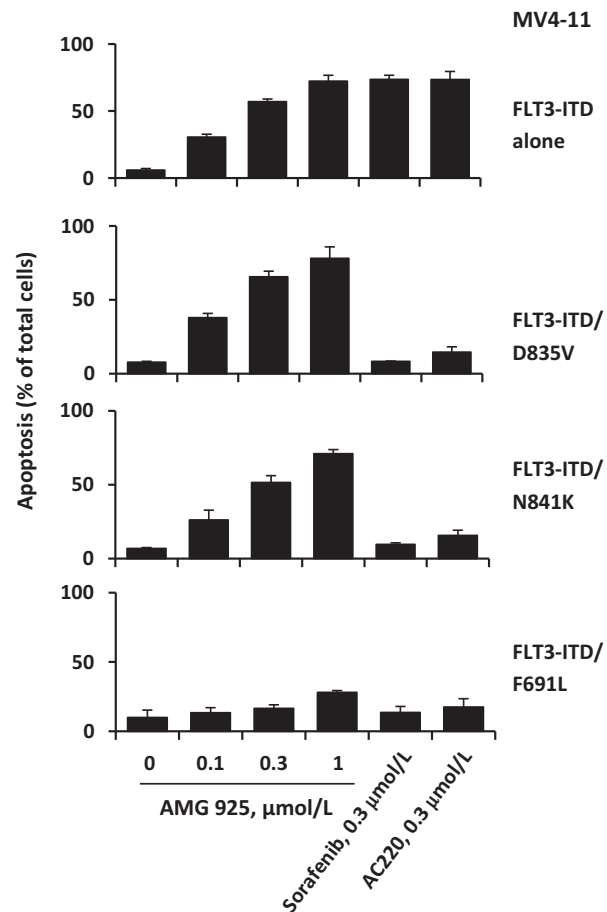 MV4-11
100
50
0
FLT3-ITD
alone
100
50
0
FLT3-ITD/
D835V
100
50
0
FLT3-ITD/
N841K
100
50
0
FLT3-ITD/
F691L
Apoptosis (% of total cells)
0 0.1 0.3 1
AMG 925, μmol/L
Sorafenib, 0.3 μmol/L
AC220, 0.3 μmol/L